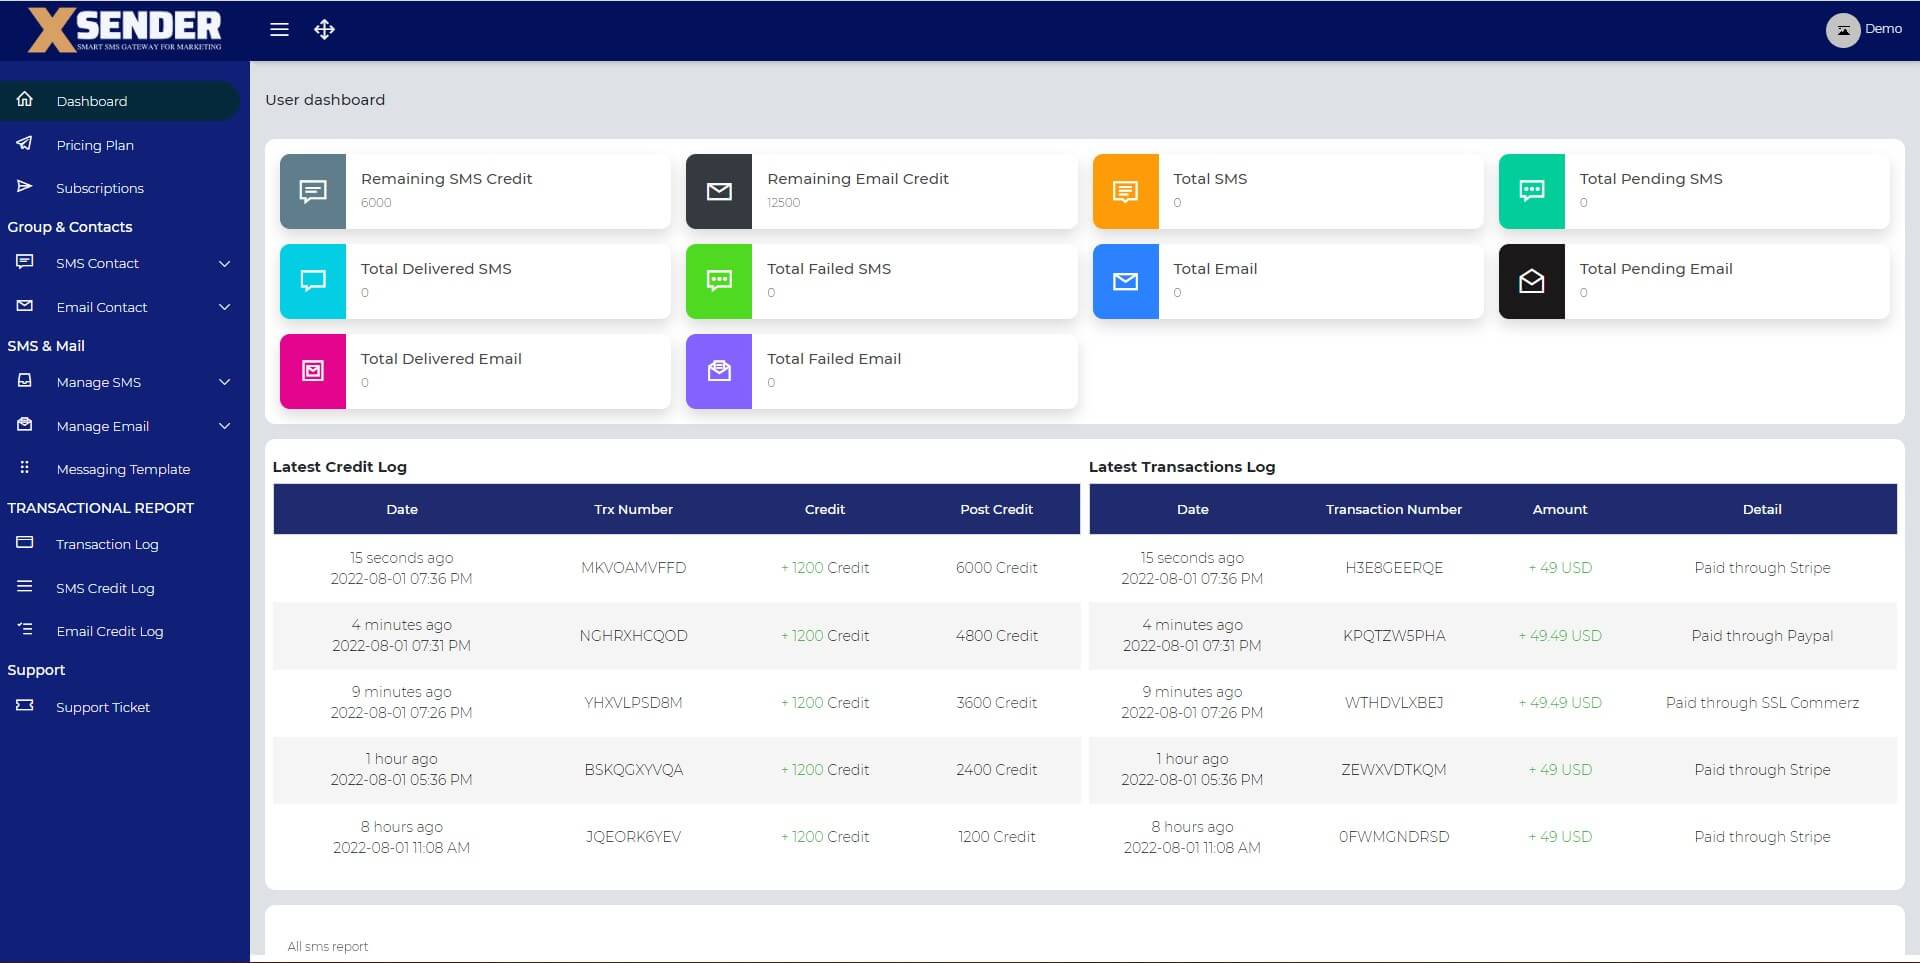 XSENDER
SMART SMS GATEWAY FOR MARKETING
Demo
Dashboard
Pricing Plan
Subscriptions
Group & Contacts
SMS Contact
Email Contact
SMS & Mail
Manage SMS
Manage Email
Messaging Template
TRANSACTIONAL REPORT
Transaction Log
SMS Credit Log
Email Credit Log
Support
Support Ticket
User dashboard
Remaining SMS Credit
6000
Remaining Email Credit
12500
Total SMS
0
Total Pending SMS
0
Total Delivered SMS
0
Total Failed SMS
0
Total Email
0
Total Pending Email
0
Total Delivered Email
0
Total Failed Email
0
Latest Credit Log
Date Trx Number Credit Post Credit
15 seconds ago
2022-08-01 07:36 PM MKVOAMVFFD + 1200 Credit 6000 Credit
4 minutes ago
2022-08-01 07:31 PM NGHRXHCQOD + 1200 Credit 4800 Credit
9 minutes ago
2022-08-01 07:26 PM YHXVLPSD8M + 1200 Credit 3600 Credit
1 hour ago
2022-08-01 05:36 PM BSKQGXYVQA + 1200 Credit 2400 Credit
8 hours ago
2022-08-01 11:08 AM JQEORK6YEV + 1200 Credit 1200 Credit
Latest Transactions Log
Date Transaction Number Amount Detail
15 seconds ago
2022-08-01 07:36 PM H3E8GEERQE + 49 USD Paid through Stripe
4 minutes ago
2022-08-01 07:31 PM KPQTZW5PHA + 49.49 USD Paid through Paypal
9 minutes ago
2022-08-01 07:26 PM WTHDVLXBEJ + 49.49 USD Paid through SSL Commerz
1 hour ago
2022-08-01 05:36 PM ZEWXVDTKQM + 49 USD Paid through Stripe
8 hours ago
2022-08-01 11:08 AM 0FWMGNDRSD + 49 USD Paid through Stripe
All sms report